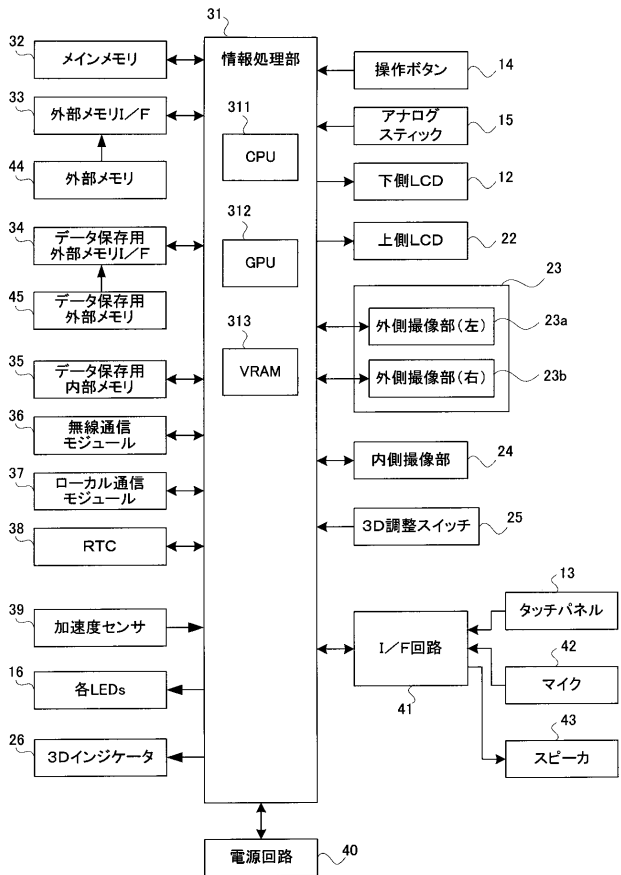 31
32
メインメモリ
情報処理部
操作ボタン
14
33
外部メモリI/F
311
CPU
アナログ
スティック
15
44
外部メモリ
下側LCD
12
34
データ保存用
外部メモリI/F
312
GPU
上側LCD
22
45
データ保存用
外部メモリ
23
外側撮像部(左)
23a
313
VRAM
外側撮像部(右)
23b
35
データ保存用
内部メモリ
36
無線通信
モジュール
内側撮像部
24
37
ローカル通信
モジュール
38
RTC
3D調整スイッチ
25
39
加速度センサ
I/F回路
41
13
タッチパネル
16
各LEDs
42
マイク
26
3Dインジケータ
43
スピーカ
電源回路
40